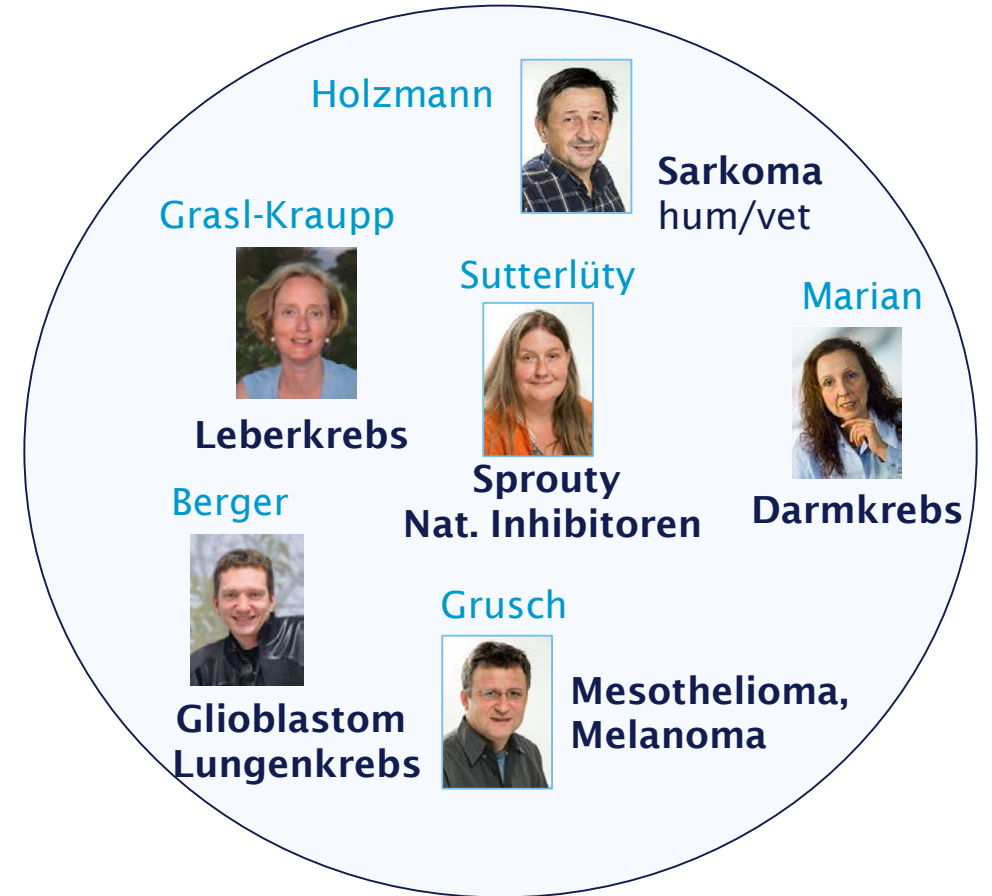 Holzmann
Sarkoma
hum/vet
Grasl-Kraupp
Leberkrebs
Sutterlüty
Sprouty
Nat. Inhibitoren
Marian
Darmkrebs
Berger
Glioblastom
Lungenkrebs
Grusch
Mesothelioma,
Melanoma